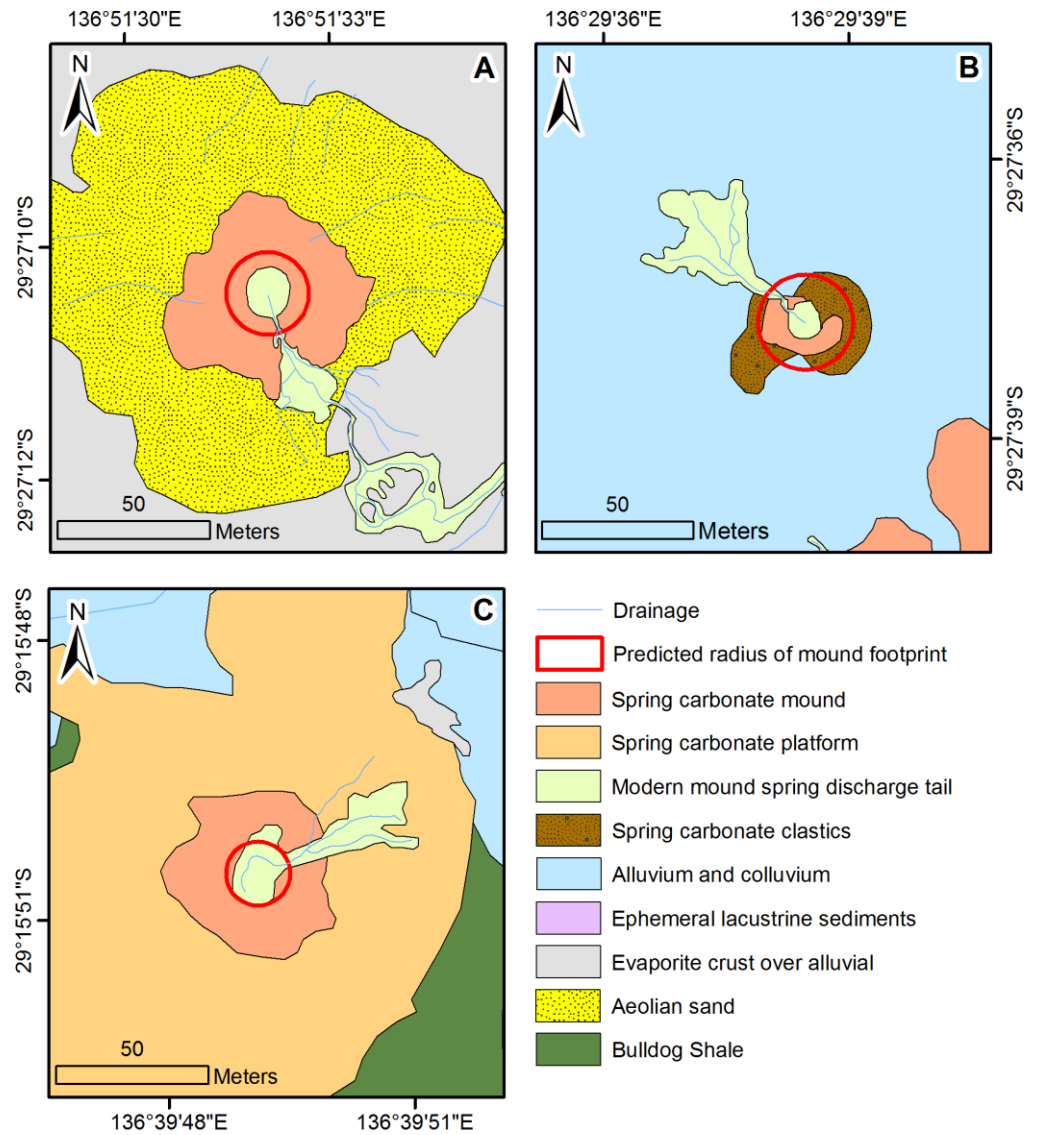 136°51'30"E 136°51'33"E
136°29'36"E 136°29'39"E
N
A
29°27'10"S
29°27'12"S
50
Meters
N
B
29°27'36"S
29°27'39"S
50
Meters
N
C
29°15'48"S
29°15'51"S
50
Meters
136°39'48"E 136°39'51"E
Drainage
Predicted radius of mound footprint
Spring carbonate mound
Spring carbonate platform
Modern mound spring discharge tail
Spring carbonate clastics
Alluvium and colluvium
Ephemeral lacustrine sediments
Evaporite crust over alluvial
Aeolian sand
Bulldog Shale